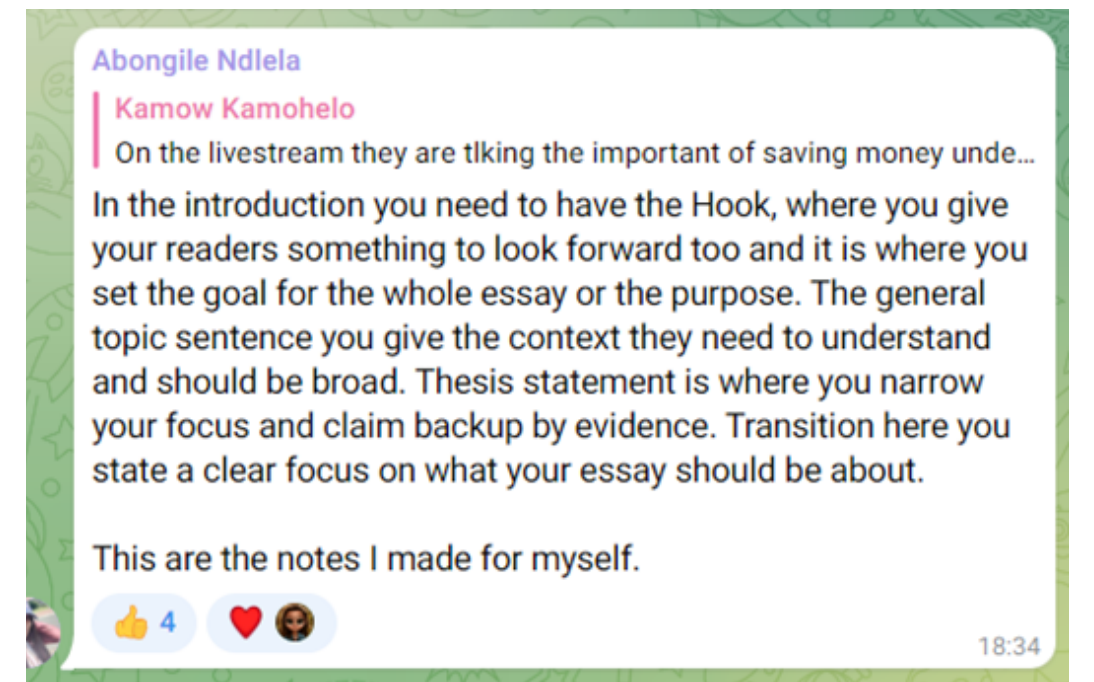 Abongile Ndlela
Kamow Kamohelo
On the livestream they are tlking the important of saving money unde...
In the introduction you need to have the Hook, where you give
your readers something to look forward too and it is where you
set the goal for the whole essay or the purpose. The general
topic sentence you give the context they need to understand
and should be broad. Thesis statement is where you narrow
your focus and claim backup by evidence. Transition here you
state a clear focus on what your essay should be about.
This are the notes I made for myself.
4
18:34